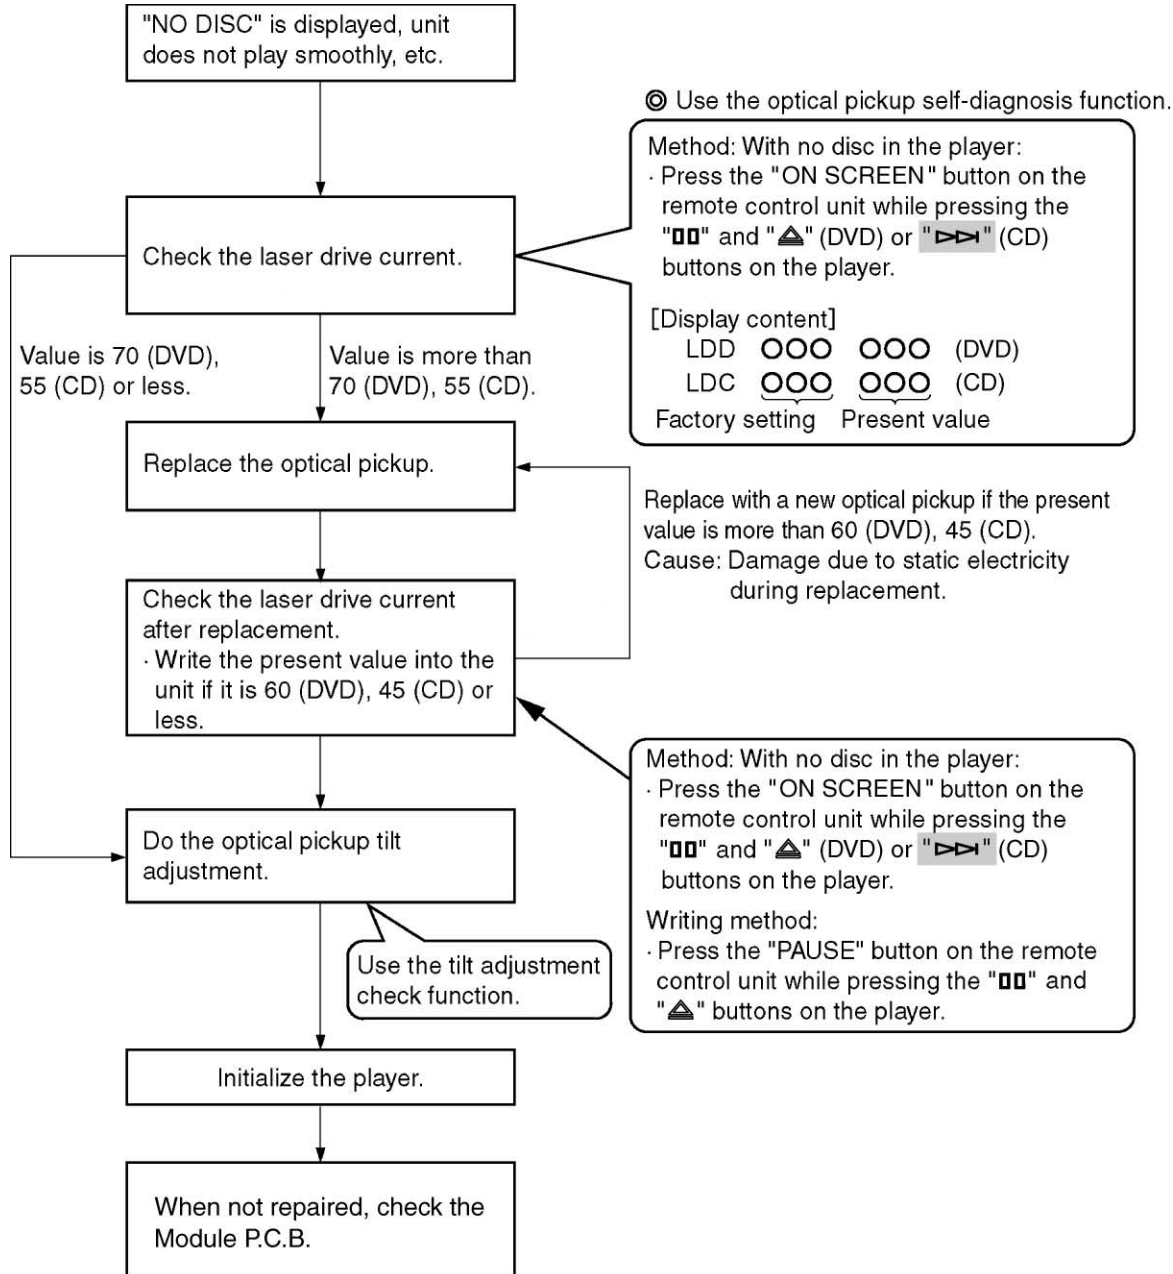 "NO DISC" is displayed, unit
does not play smoothly, etc.
◎ Use the optical pickup self-diagnosis function.
Method: With no disc in the player:
· Press the "ON SCREEN" button on the
remote control unit while pressing the
"▯▯" and "⏏" (DVD) or "▷▷|" (CD)
buttons on the player.
[Display content]
LDD ○○○ ○○○ (DVD)
LDC ○○○ ○○○ (CD)
Factory setting Present value
Check the laser drive current.
Value is 70 (DVD),
55 (CD) or less.
Value is more than
70 (DVD), 55 (CD).
Replace the optical pickup.
Replace with a new optical pickup if the present
value is more than 60 (DVD), 45 (CD).
Cause: Damage due to static electricity
during replacement.
Check the laser drive current
after replacement.
· Write the present value into the
unit if it is 60 (DVD), 45 (CD) or
less.
Method: With no disc in the player:
· Press the "ON SCREEN" button on the
remote control unit while pressing the
"▯▯" and "⏏" (DVD) or "▷▷|" (CD)
buttons on the player.
Writing method:
· Press the "PAUSE" button on the remote
control unit while pressing the "▯▯" and
"⏏" buttons on the player.
Do the optical pickup tilt
adjustment.
Use the tilt adjustment
check function.
Initialize the player.
When not repaired, check the
Module P.C.B.